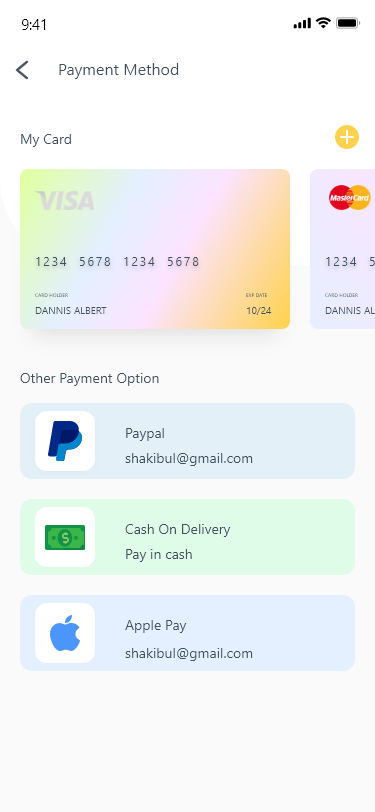 9:41
Payment Method
My Card
VISA
1234 5678 1234 5678
CARD HOLDER
EXP DATE
DANNIS ALBERT
10/24
MasterCard
1234 5
CARD HOLDER
DANNIS AL
Other Payment Option
Paypal
shakibul@gmail.com
$
Cash On Delivery
Pay in cash
Apple Pay
shakibul@gmail.com